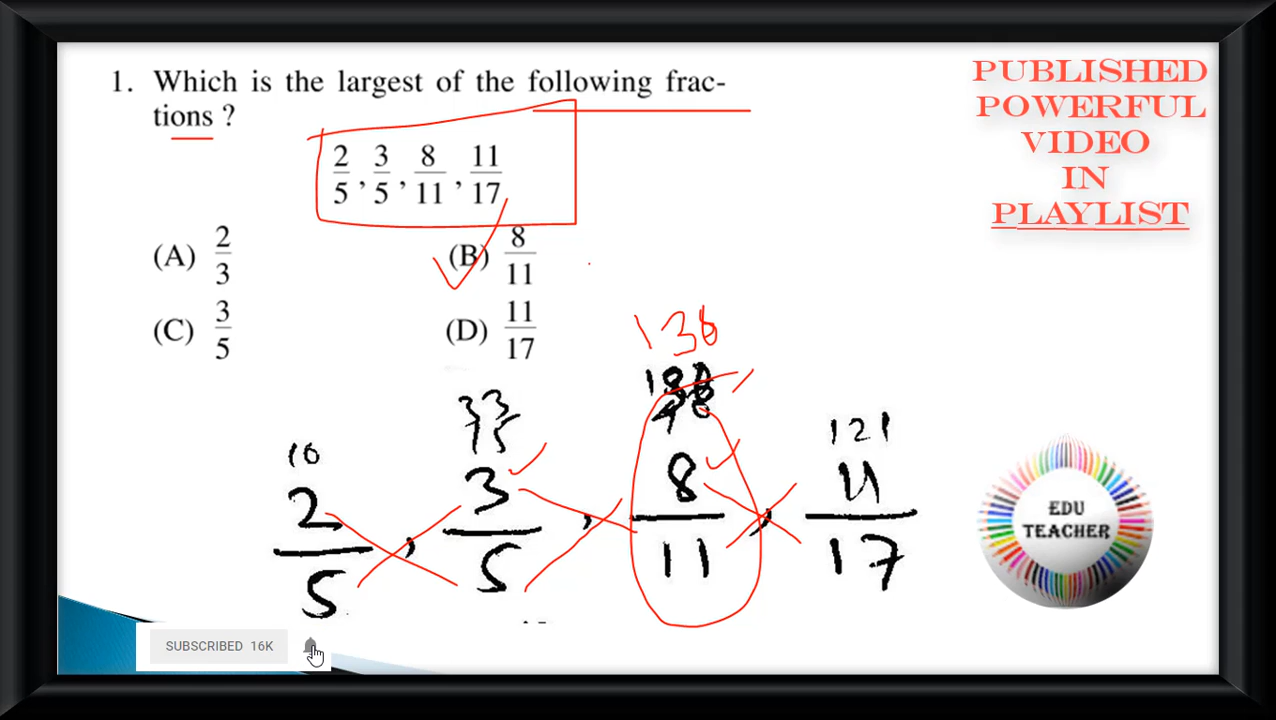 1. Which is the largest of the following frac-
tions ?
2/5, 3/5, 8/11, 11/17
(A) 2/3 (B) 8/11
(C) 3/5 (D) 11/17
PUBLISHED
POWERFUL
VIDEO
IN
PLAYLIST
138
10 33 121
2/5, 3/5, 8/11, 11/17
EDU
TEACHER
SUBSCRIBED 16K